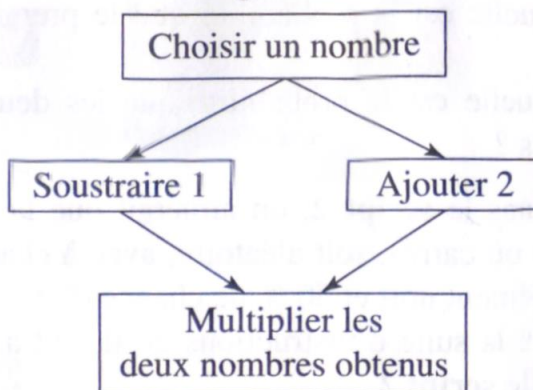 Choisir un nombre
Soustraire 1
Ajouter 2
Multiplier les
deux nombres obtenus